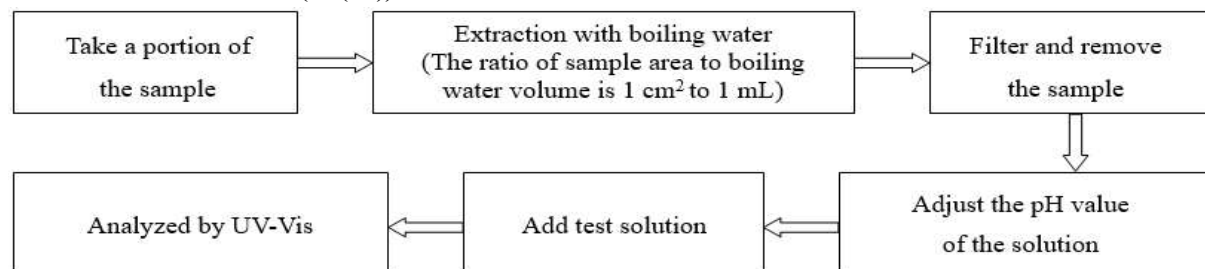 Take a portion of
the sample
Extraction with boiling water
(The ratio of sample area to boiling
water volume is 1 cm² to 1 mL)
Filter and remove
the sample
Adjust the pH value
of the solution
Add test solution
Analyzed by UV-Vis